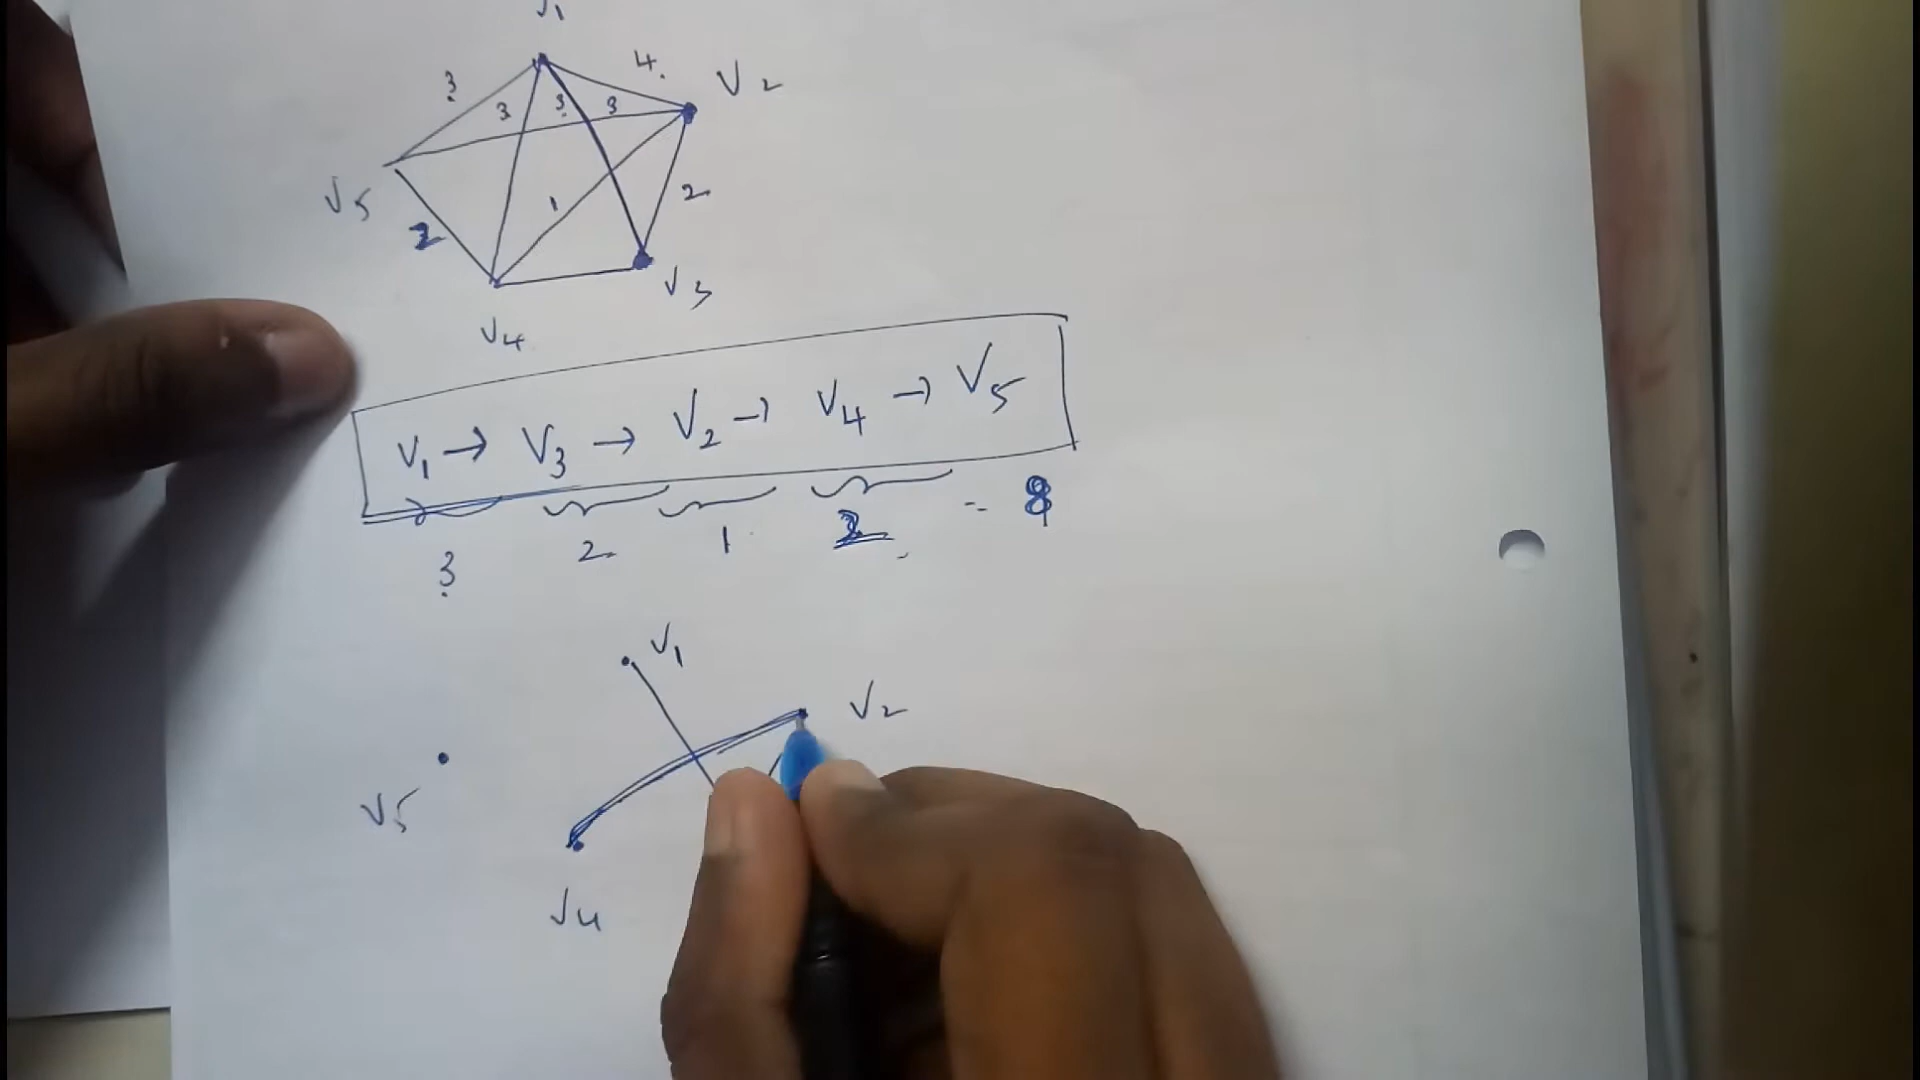 V1
3 4. V2
3 3 3
V5 1 2
2
V3
V4
V1 → V3 → V2 → V4 → V5
3 2 1 2 = 8
V1
V2
V5
V4